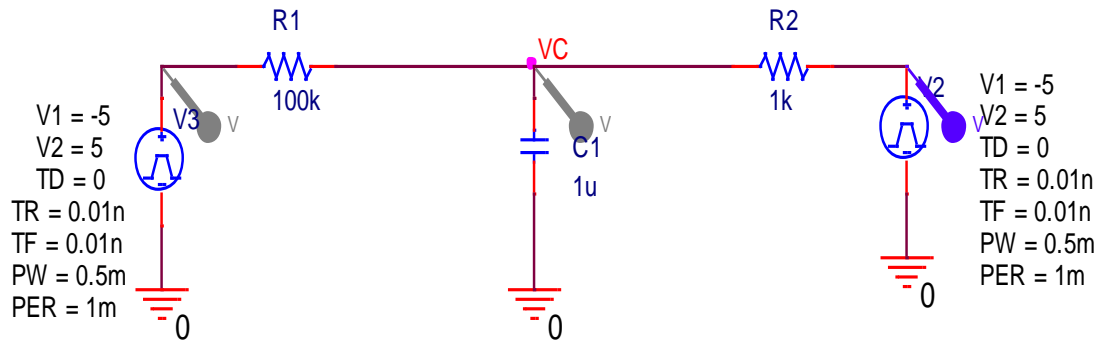 R1
100k
VC
R2
1k
V3
V
V1 = -5
V2 = 5
TD = 0
TR = 0.01n
TF = 0.01n
PW = 0.5m
PER = 1m
0
V
C1
1u
0
V2
V
V1 = -5
V2 = 5
TD = 0
TR = 0.01n
TF = 0.01n
PW = 0.5m
PER = 1m
0